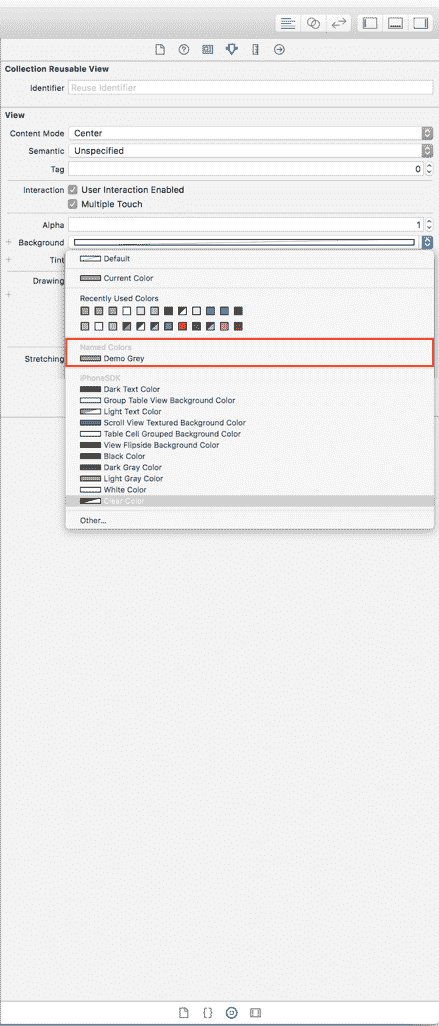 Collection Reusable View
Identifier Reuse Identifier
View
Content Mode Center
Semantic Unspecified
Tag 0
Interaction User Interaction Enabled
Multiple Touch
Alpha 1
+ Background
+ Tint
Default
Drawing
+
Current Color
Recently Used Colors
Named Colors
Demo Grey
Stretching
iPhoneSDK
Dark Text Color
Group Table View Background Color
Light Text Color
Scroll View Textured Background Color
Table Cell Grouped Background Color
View Flipside Background Color
Black Color
Dark Gray Color
Light Gray Color
White Color
Clear Color
Other...
{}